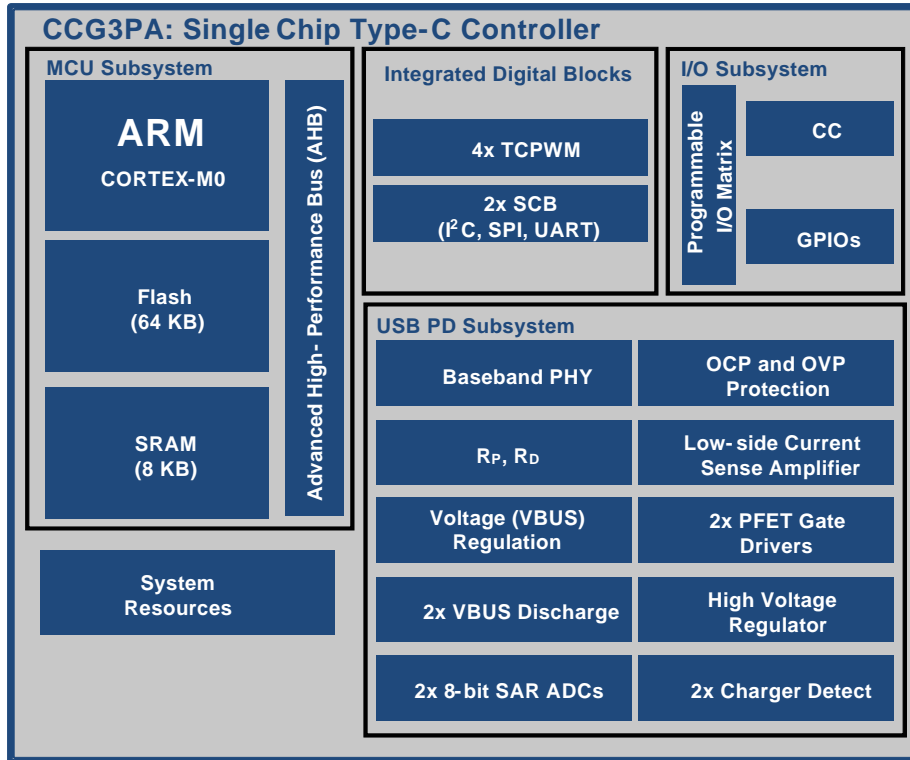 CCG3PA: Single Chip Type-C Controller
MCU Subsystem
ARM
CORTEX-M0
Flash
(64 KB)
SRAM
(8 KB)
Advanced High- Performance Bus (AHB)
System
Resources
Integrated Digital Blocks
4x TCPWM
2x SCB
(I²C, SPI, UART)
I/O Subsystem
Programmable
I/O Matrix
CC
GPIOs
USB PD Subsystem
Baseband PHY
OCP and OVP
Protection
RP, RD
Low-side Current
Sense Amplifier
Voltage (VBUS)
Regulation
2x PFET Gate
Drivers
2x VBUS Discharge
High Voltage
Regulator
2x 8-bit SAR ADCs
2x Charger Detect